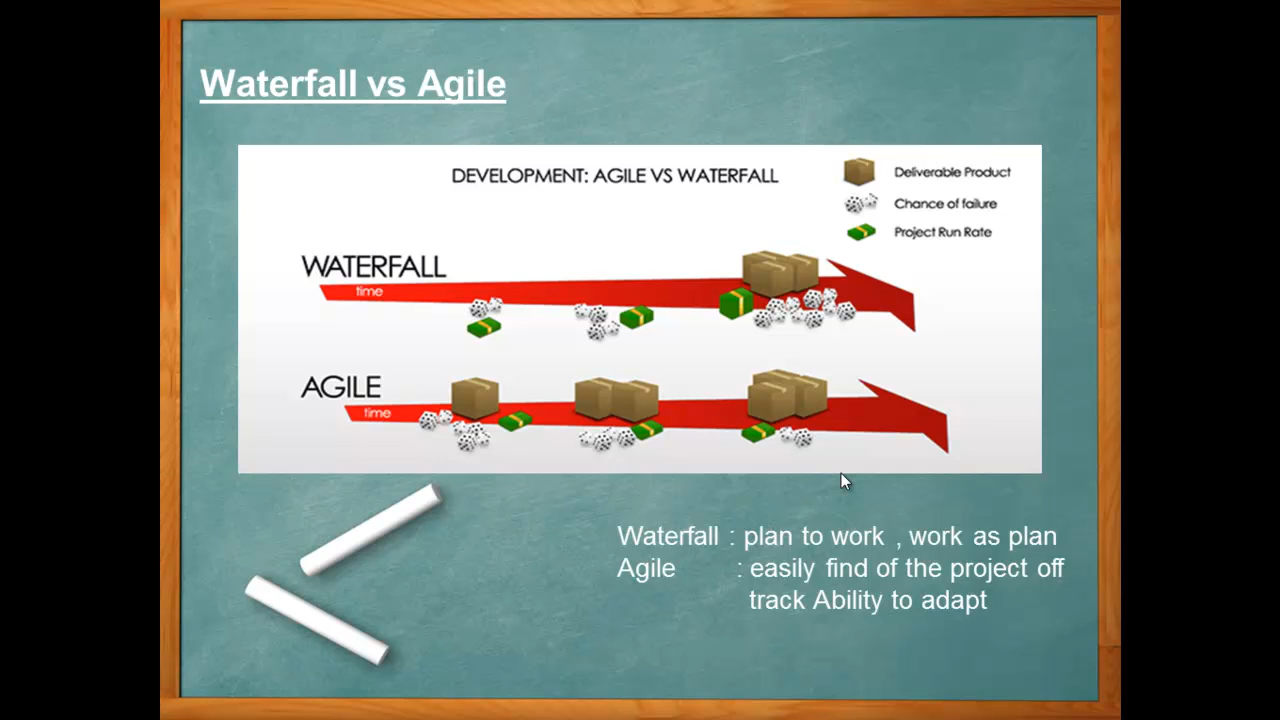 Waterfall vs Agile
DEVELOPMENT: AGILE VS WATERFALL
Deliverable Product
Chance of failure
Project Run Rate
WATERFALL
time
AGILE
time
Waterfall : plan to work , work as plan
Agile : easily find of the project off
track Ability to adapt